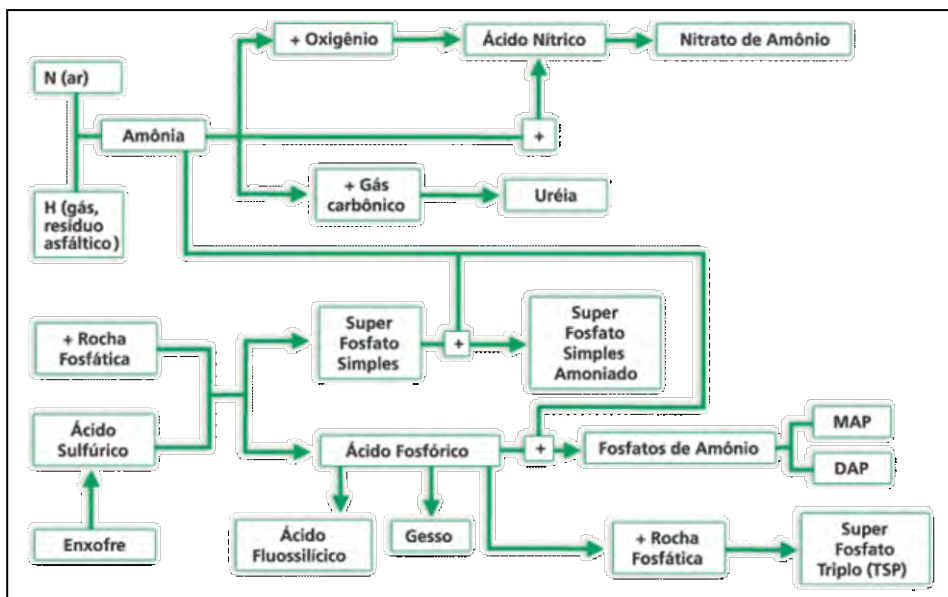 + Oxigênio
Ácido Nítrico
Nitrato de Amônio
N (ar)
Amônia
+
H (gás,
resíduo
asfáltico)
+ Gás
carbônico
Uréia
+ Rocha
Fosfática
Super
Fosfato
Simples
+
Super
Fosfato
Simples
Amoniado
Ácido
Sulfúrico
Ácido Fosfórico
+
Fosfatos de Amônio
MAP
DAP
Enxofre
Ácido
Fluossilícico
Gesso
+ Rocha
Fosfática
Super
Fosfato
Triplo (TSP)